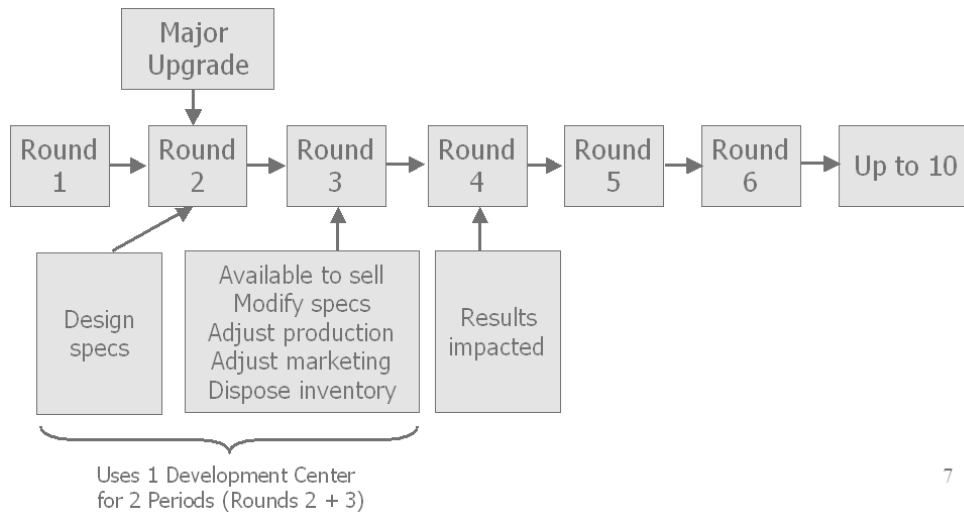 Major
Upgrade
Round
1
Round
2
Round
3
Round
4
Round
5
Round
6
Up to 10
Design
specs
Available to sell
Modify specs
Adjust production
Adjust marketing
Dispose inventory
Results
impacted
Uses 1 Development Center
for 2 Periods (Rounds 2 + 3)
7